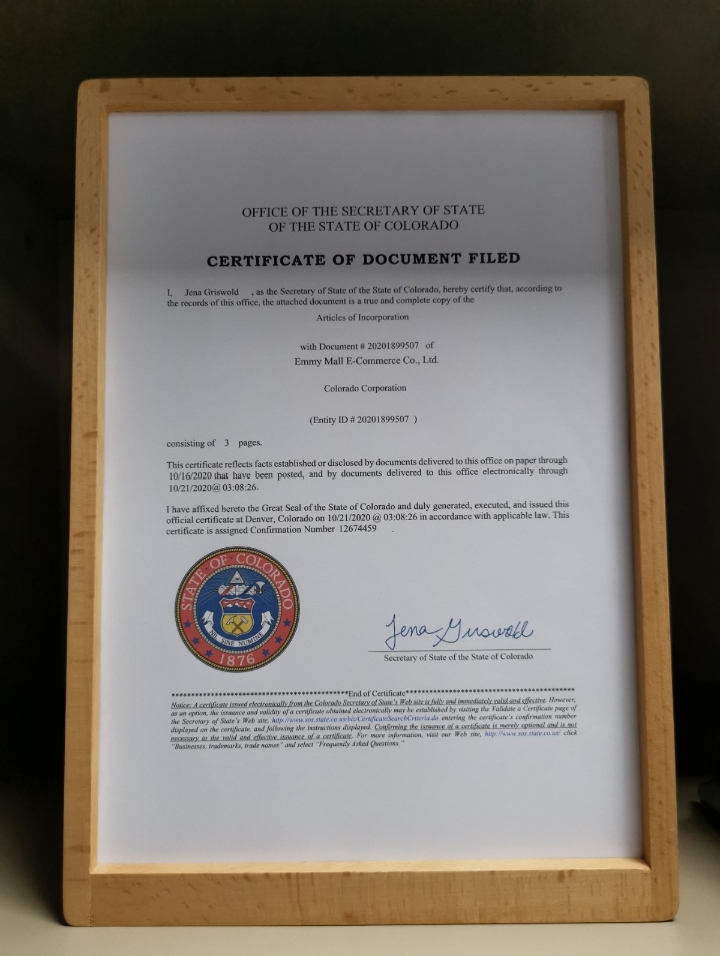 OFFICE OF THE SECRETARY OF STATE
OF THE STATE OF COLORADO
CERTIFICATE OF DOCUMENT FILED
I, Jena Griswold , as the Secretary of State of the State of Colorado, hereby certify that, according to
the records of this office, the attached document is a true and complete copy of the
Articles of Incorporation
with Document # 20201899507 of
Emmy Mall E-Commerce Co., Ltd.
Colorado Corporation
(Entity ID # 20201899507 )
consisting of 3 pages.
This certificate reflects facts established or disclosed by documents delivered to this office on paper through
10/16/2020 that have been posted, and by documents delivered to this office electronically through
10/21/2020@ 03:08:26.
I have affixed hereto the Great Seal of the State of Colorado and duly generated, executed, and issued this
official certificate at Denver, Colorado on 10/21/2020 @ 03:08:26 in accordance with applicable law. This
certificate is assigned Confirmation Number 12674459 .
STATE OF COLORADO
NIL SINE NUMINE
1876
Jena Griswold
Secretary of State of the State of Colorado
*********************************************End of Certificate*********************************************
Notice: A certificate issued electronically from the Colorado Secretary of State's Web site is fully and immediately valid and effective. However,
as an option, the issuance and validity of a certificate obtained electronically may be established by visiting the Validate a Certificate page of
the Secretary of State's Web site, http://www.sos.state.co.us/biz/CertificateSearchCriteria.do entering the certificate's confirmation number
displayed on the certificate, and following the instructions displayed. Confirming the issuance of a certificate is merely optional and is not
necessary to the valid and effective issuance of a certificate. For more information, visit our Web site, http://www.sos.state.co.us/ click
"Businesses, trademarks, trade names" and select "Frequently Asked Questions."